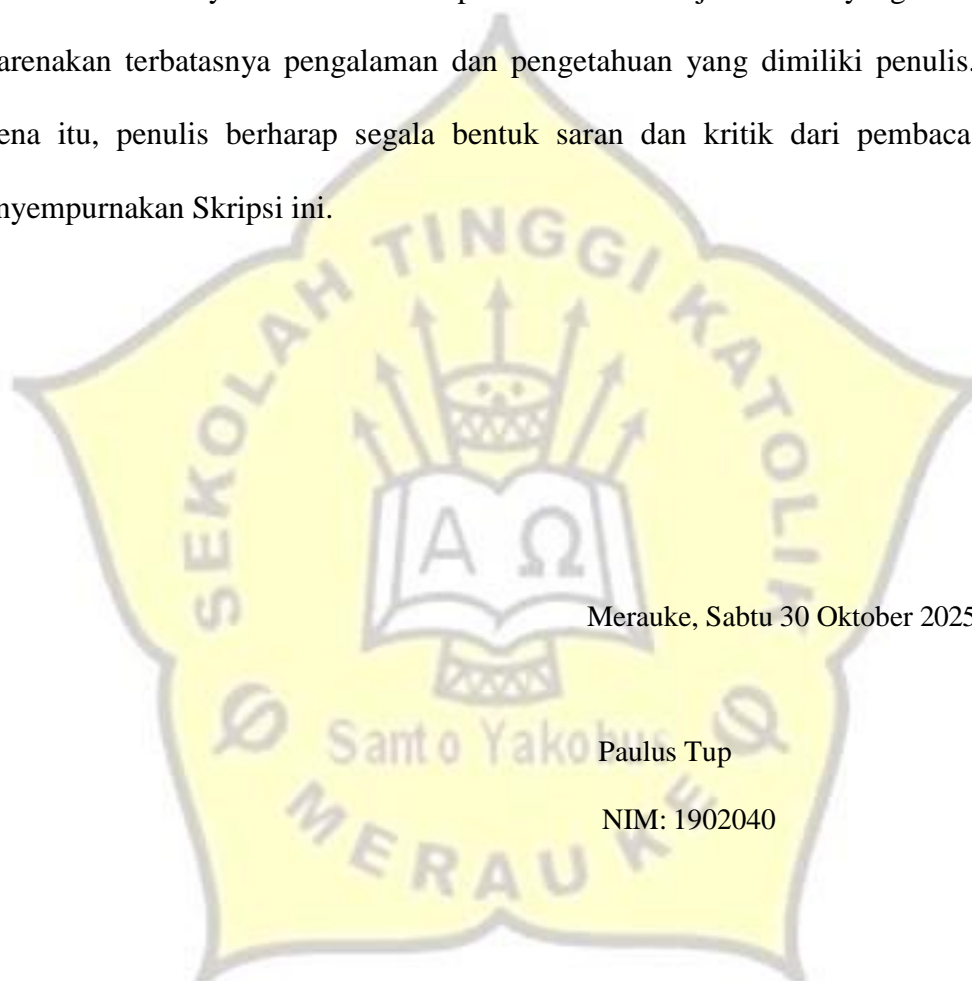 arenakan terbatasnya pengalaman dan pengetahuan yang dimiliki penulis.
ena itu, penulis berharap segala bentuk saran dan kritik dari pembaca
nyempurnakan Skripsi ini.
SEKOLAH TINGGI KATOLIK
Α Ω
Merauke, Sabtu 30 Oktober 2025
Santo Yakobus
Paulus Tup
NIM: 1902040
MERAUKE